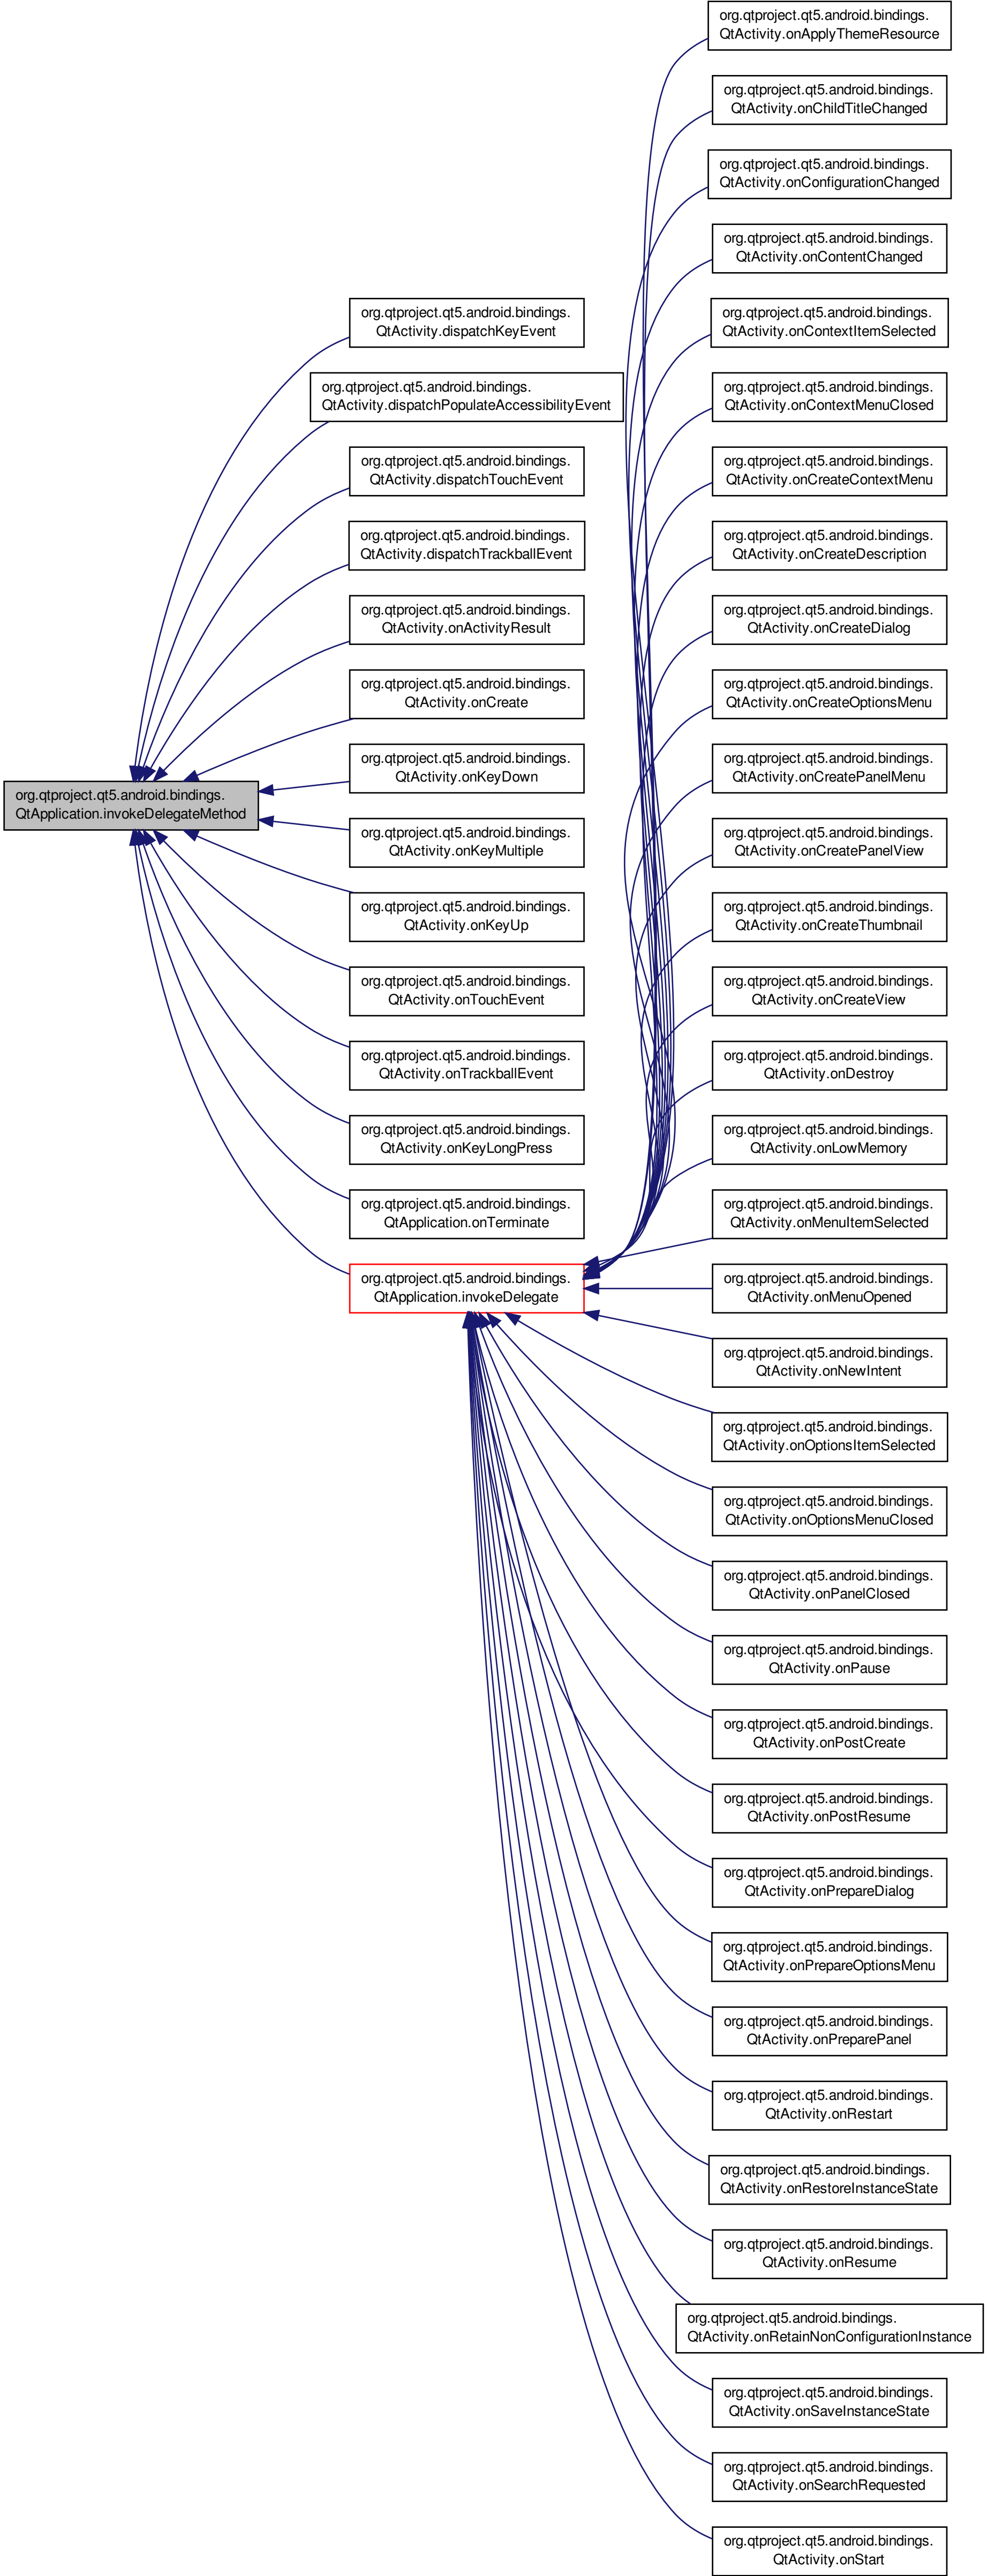 org.qtproject.qt5.android.bindings.
QtApplication.invokeDelegateMethod
org.qtproject.qt5.android.bindings.
QtActivity.dispatchKeyEvent
org.qtproject.qt5.android.bindings.
QtActivity.dispatchPopulateAccessibilityEvent
org.qtproject.qt5.android.bindings.
QtActivity.dispatchTouchEvent
org.qtproject.qt5.android.bindings.
QtActivity.dispatchTrackballEvent
org.qtproject.qt5.android.bindings.
QtActivity.onActivityResult
org.qtproject.qt5.android.bindings.
QtActivity.onCreate
org.qtproject.qt5.android.bindings.
QtActivity.onKeyDown
org.qtproject.qt5.android.bindings.
QtActivity.onKeyMultiple
org.qtproject.qt5.android.bindings.
QtActivity.onKeyUp
org.qtproject.qt5.android.bindings.
QtActivity.onTouchEvent
org.qtproject.qt5.android.bindings.
QtActivity.onTrackballEvent
org.qtproject.qt5.android.bindings.
QtActivity.onKeyLongPress
org.qtproject.qt5.android.bindings.
QtApplication.onTerminate
org.qtproject.qt5.android.bindings.
QtApplication.invokeDelegate
org.qtproject.qt5.android.bindings.
QtActivity.onApplyThemeResource
org.qtproject.qt5.android.bindings.
QtActivity.onChildTitleChanged
org.qtproject.qt5.android.bindings.
QtActivity.onConfigurationChanged
org.qtproject.qt5.android.bindings.
QtActivity.onContentChanged
org.qtproject.qt5.android.bindings.
QtActivity.onContextItemSelected
org.qtproject.qt5.android.bindings.
QtActivity.onContextMenuClosed
org.qtproject.qt5.android.bindings.
QtActivity.onCreateContextMenu
org.qtproject.qt5.android.bindings.
QtActivity.onCreateDescription
org.qtproject.qt5.android.bindings.
QtActivity.onCreateDialog
org.qtproject.qt5.android.bindings.
QtActivity.onCreateOptionsMenu
org.qtproject.qt5.android.bindings.
QtActivity.onCreatePanelMenu
org.qtproject.qt5.android.bindings.
QtActivity.onCreatePanelView
org.qtproject.qt5.android.bindings.
QtActivity.onCreateThumbnail
org.qtproject.qt5.android.bindings.
QtActivity.onCreateView
org.qtproject.qt5.android.bindings.
QtActivity.onDestroy
org.qtproject.qt5.android.bindings.
QtActivity.onLowMemory
org.qtproject.qt5.android.bindings.
QtActivity.onMenuItemSelected
org.qtproject.qt5.android.bindings.
QtActivity.onMenuOpened
org.qtproject.qt5.android.bindings.
QtActivity.onNewIntent
org.qtproject.qt5.android.bindings.
QtActivity.onOptionsItemSelected
org.qtproject.qt5.android.bindings.
QtActivity.onOptionsMenuClosed
org.qtproject.qt5.android.bindings.
QtActivity.onPanelClosed
org.qtproject.qt5.android.bindings.
QtActivity.onPause
org.qtproject.qt5.android.bindings.
QtActivity.onPostCreate
org.qtproject.qt5.android.bindings.
QtActivity.onPostResume
org.qtproject.qt5.android.bindings.
QtActivity.onPrepareDialog
org.qtproject.qt5.android.bindings.
QtActivity.onPrepareOptionsMenu
org.qtproject.qt5.android.bindings.
QtActivity.onPreparePanel
org.qtproject.qt5.android.bindings.
QtActivity.onRestart
org.qtproject.qt5.android.bindings.
QtActivity.onRestoreInstanceState
org.qtproject.qt5.android.bindings.
QtActivity.onResume
org.qtproject.qt5.android.bindings.
QtActivity.onRetainNonConfigurationInstance
org.qtproject.qt5.android.bindings.
QtActivity.onSaveInstanceState
org.qtproject.qt5.android.bindings.
QtActivity.onSearchRequested
org.qtproject.qt5.android.bindings.
QtActivity.onStart